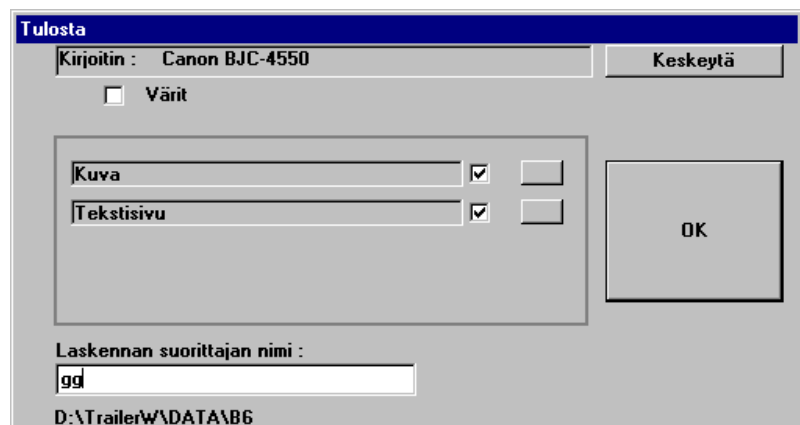 Tulosta
Kirjoitin : Canon BJC-4550 Keskeytä
Värit
Kuva
Tekstisivu
OK
Laskennan suorittajan nimi :
gg
D:\TrailerW\DATA\B6